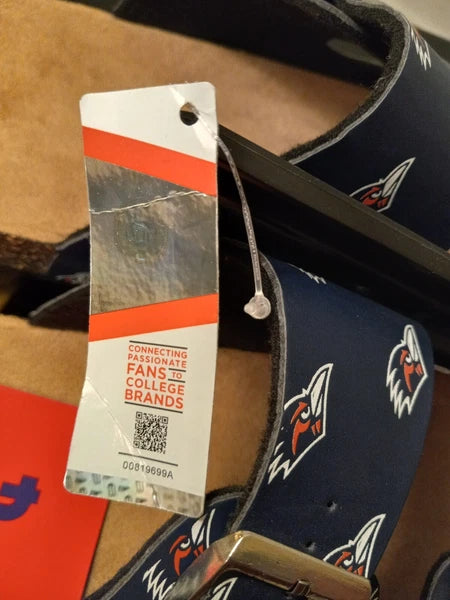 CONNECTING
PASSIONATE
FANS TO
COLLEGE
BRANDS
00819699A